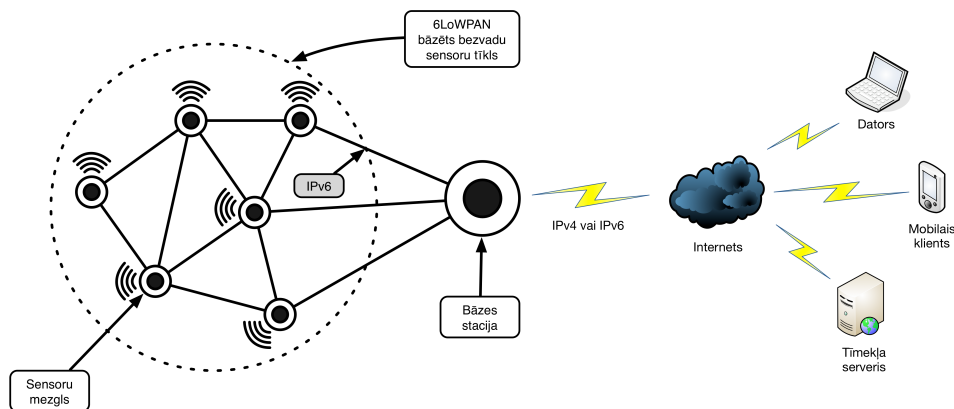 6LoWPAN
bāzēts bezvadu
sensoru tīkls
IPv6
Sensoru
mezgls
Bāzes
stacija
IPv4 vai IPv6
Internets
Dators
Mobilais
klients
Tīmekļa
serveris